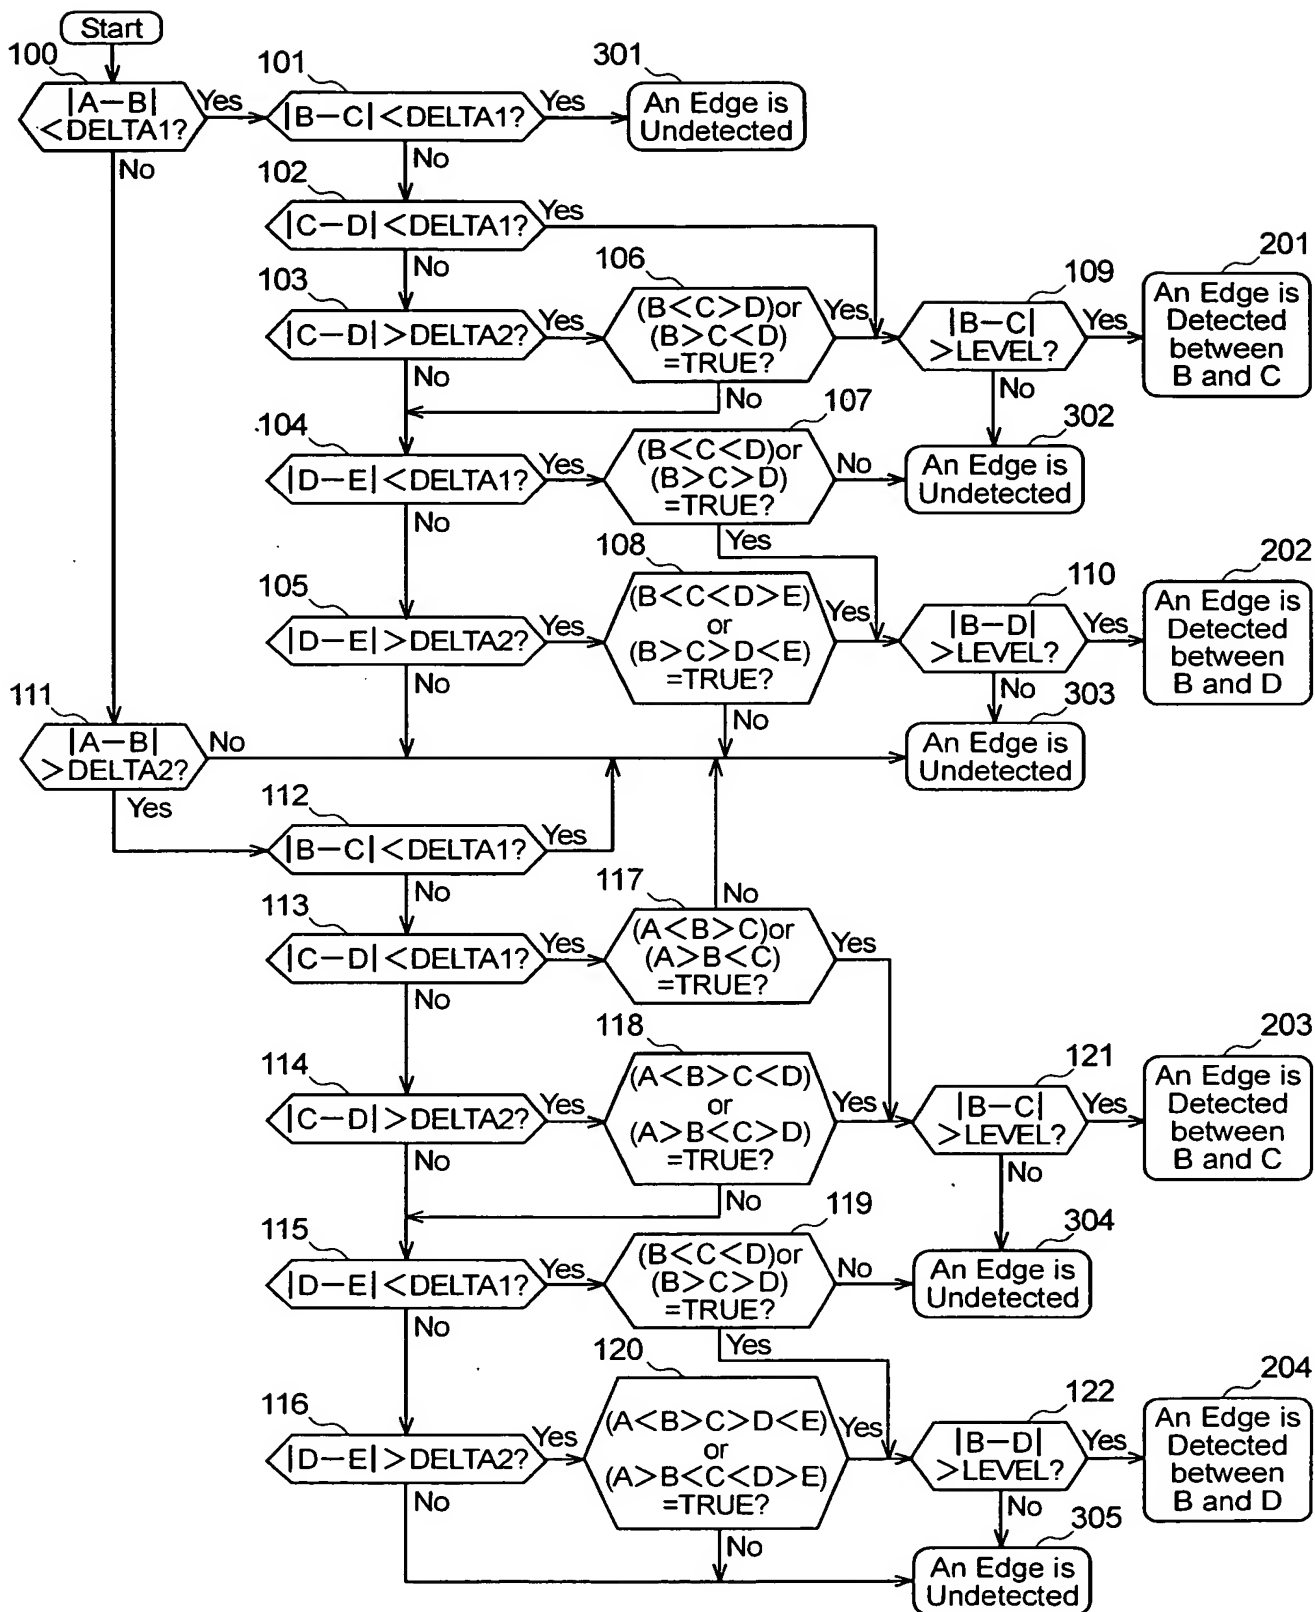 Start
100
|A−B|
<DELTA1?
Yes
No
101
|B−C|<DELTA1?
Yes
No
301
An Edge is
Undetected
102
|C−D|<DELTA1?
Yes
No
103
|C−D|>DELTA2?
Yes
No
106
(B<C>D)or
(B>C<D)
=TRUE?
Yes
No
109
|B−C|
>LEVEL?
Yes
No
201
An Edge is
Detected
between
B and C
104
|D−E|<DELTA1?
Yes
No
107
(B<C<D)or
(B>C>D)
=TRUE?
No
Yes
302
An Edge is
Undetected
105
|D−E|>DELTA2?
Yes
No
108
(B<C<D>E)
or
(B>C>D<E)
=TRUE?
Yes
No
110
|B−D|
>LEVEL?
Yes
No
202
An Edge is
Detected
between
B and D
111
|A−B|
>DELTA2?
No
Yes
303
An Edge is
Undetected
112
|B−C|<DELTA1?
Yes
No
113
|C−D|<DELTA1?
Yes
No
117
No
(A<B>C)or
(A>B<C)
=TRUE?
Yes
114
|C−D|>DELTA2?
Yes
No
118
(A<B>C<D)
or
(A>B<C>D)
=TRUE?
Yes
No
121
|B−C|
>LEVEL?
Yes
No
203
An Edge is
Detected
between
B and C
115
|D−E|<DELTA1?
Yes
No
119
(B<C<D)or
(B>C>D)
=TRUE?
No
Yes
304
An Edge is
Undetected
116
|D−E|>DELTA2?
Yes
No
120
(A<B>C>D<E)
or
(A>B<C<D>E)
=TRUE?
Yes
No
122
|B−D|
>LEVEL?
Yes
No
204
An Edge is
Detected
between
B and D
305
An Edge is
Undetected